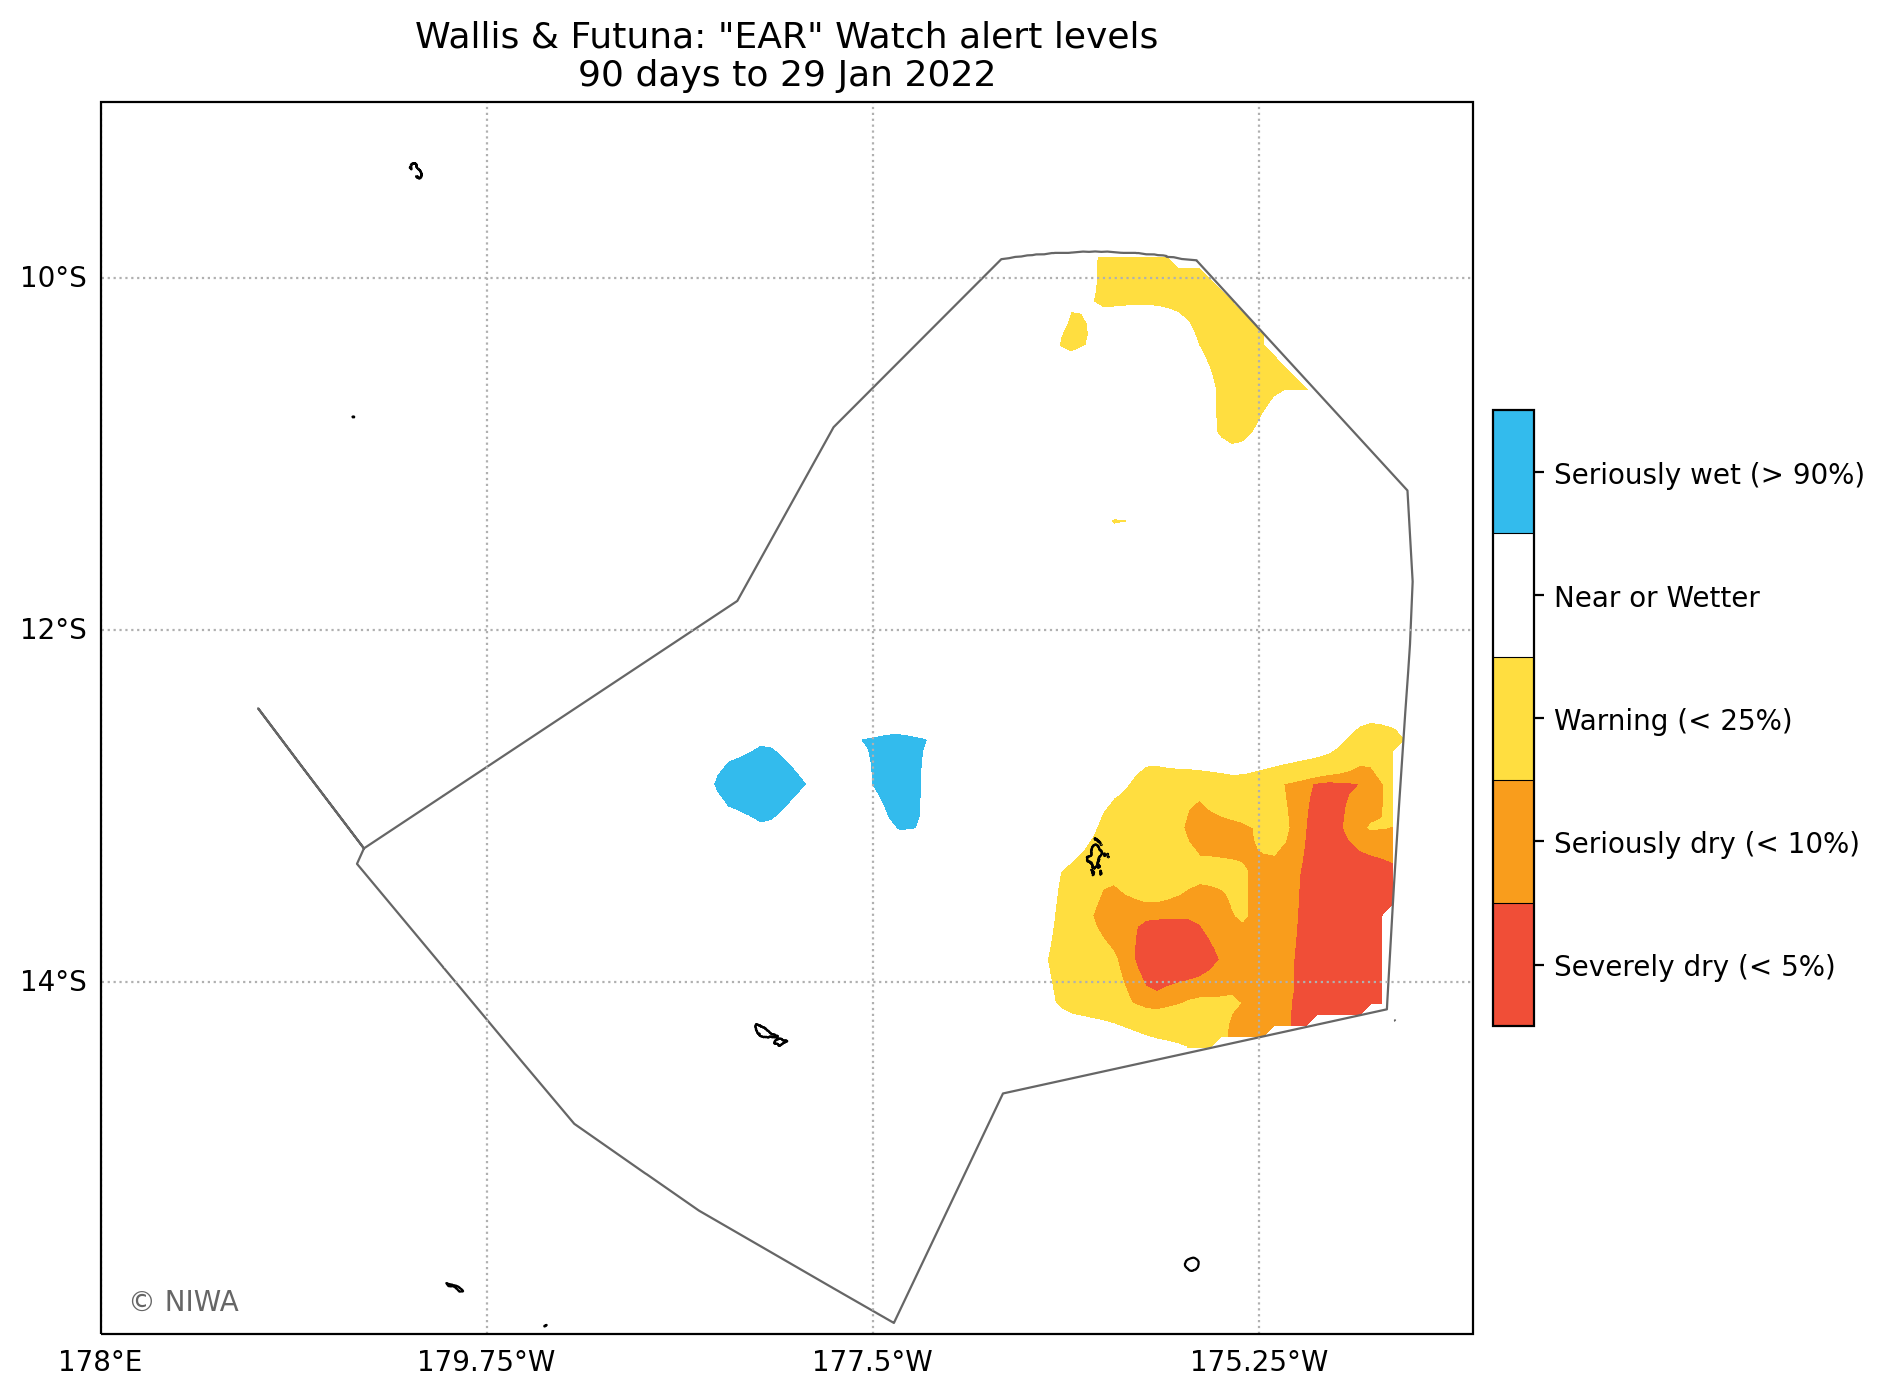 Wallis & Futuna: "EAR" Watch alert levels
90 days to 29 Jan 2022
10°S
12°S
14°S
178°E
179.75°W
177.5°W
175.25°W
© NIWA
Seriously wet (> 90%)
Near or Wetter
Warning (< 25%)
Seriously dry (< 10%)
Severely dry (< 5%)